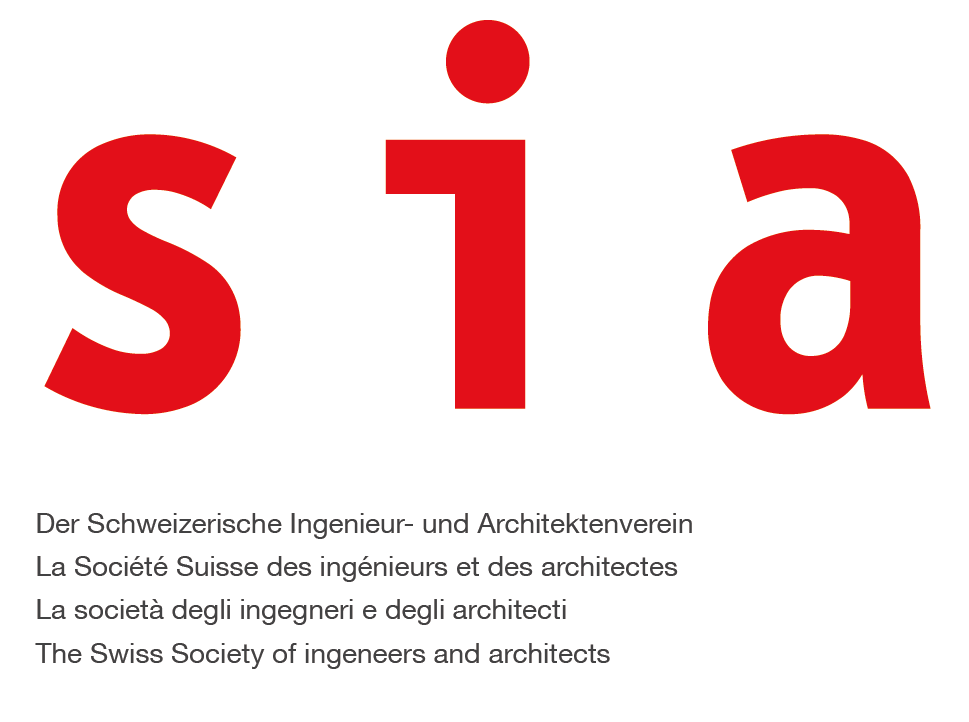 sia
Der Schweizerische Ingenieur- und Architektenverein
La Société Suisse des ingénieurs et des architectes
La società degli ingegneri e degli architecti
The Swiss Society of ingeneers and architects